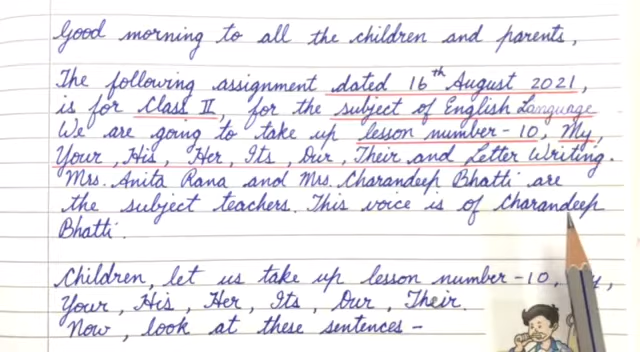 Good morning to all the children and parents,
The following assignment dated 16th August 2021,
is for Class II, for the subject of English Language
We are going to take up lesson number-10, My,
Your, His, Her, Its, Our, Their and Letter Writing.
Mrs. Anita Rana and Mrs. Charandeep Bhatti are
the subject teachers. This voice is of Charandeep
Bhatti.
Children, let us take up lesson number-10,
Your, His, Her, Its, Our, Their.
Now, look at these sentences -